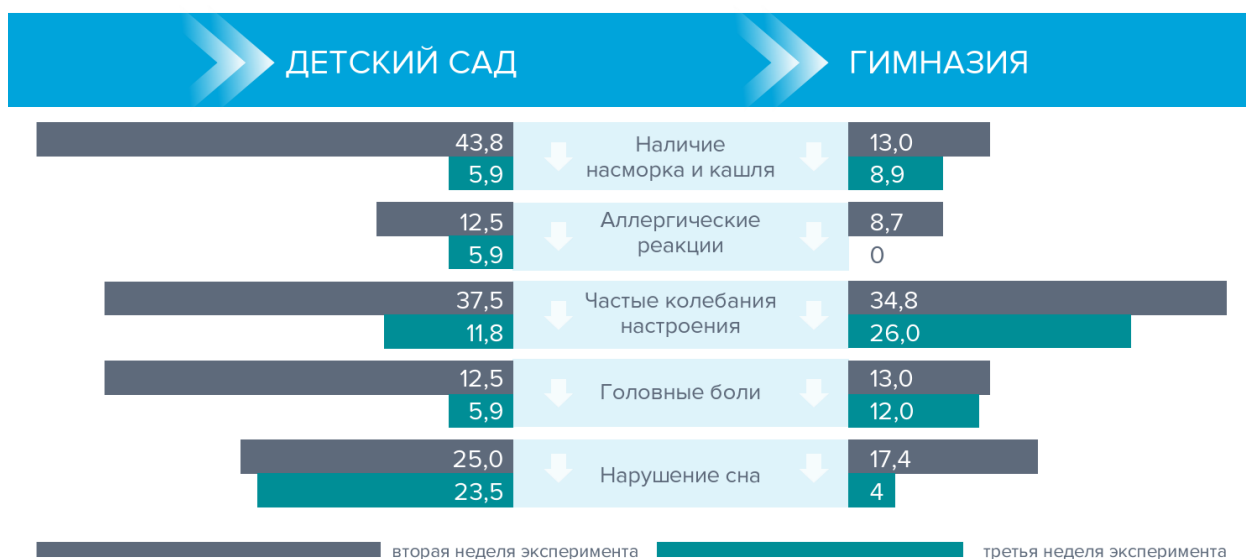 ДЕТСКИЙ САД
ГИМНАЗИЯ
43,8
5,9
Наличие
насморка и кашля
13,0
8,9
12,5
5,9
Аллергические
реакции
8,7
0
37,5
11,8
Частые колебания
настроения
34,8
26,0
12,5
5,9
Головные боли
13,0
12,0
25,0
23,5
Нарушение сна
17,4
4
вторая неделя эксперимента
третья неделя эксперимента